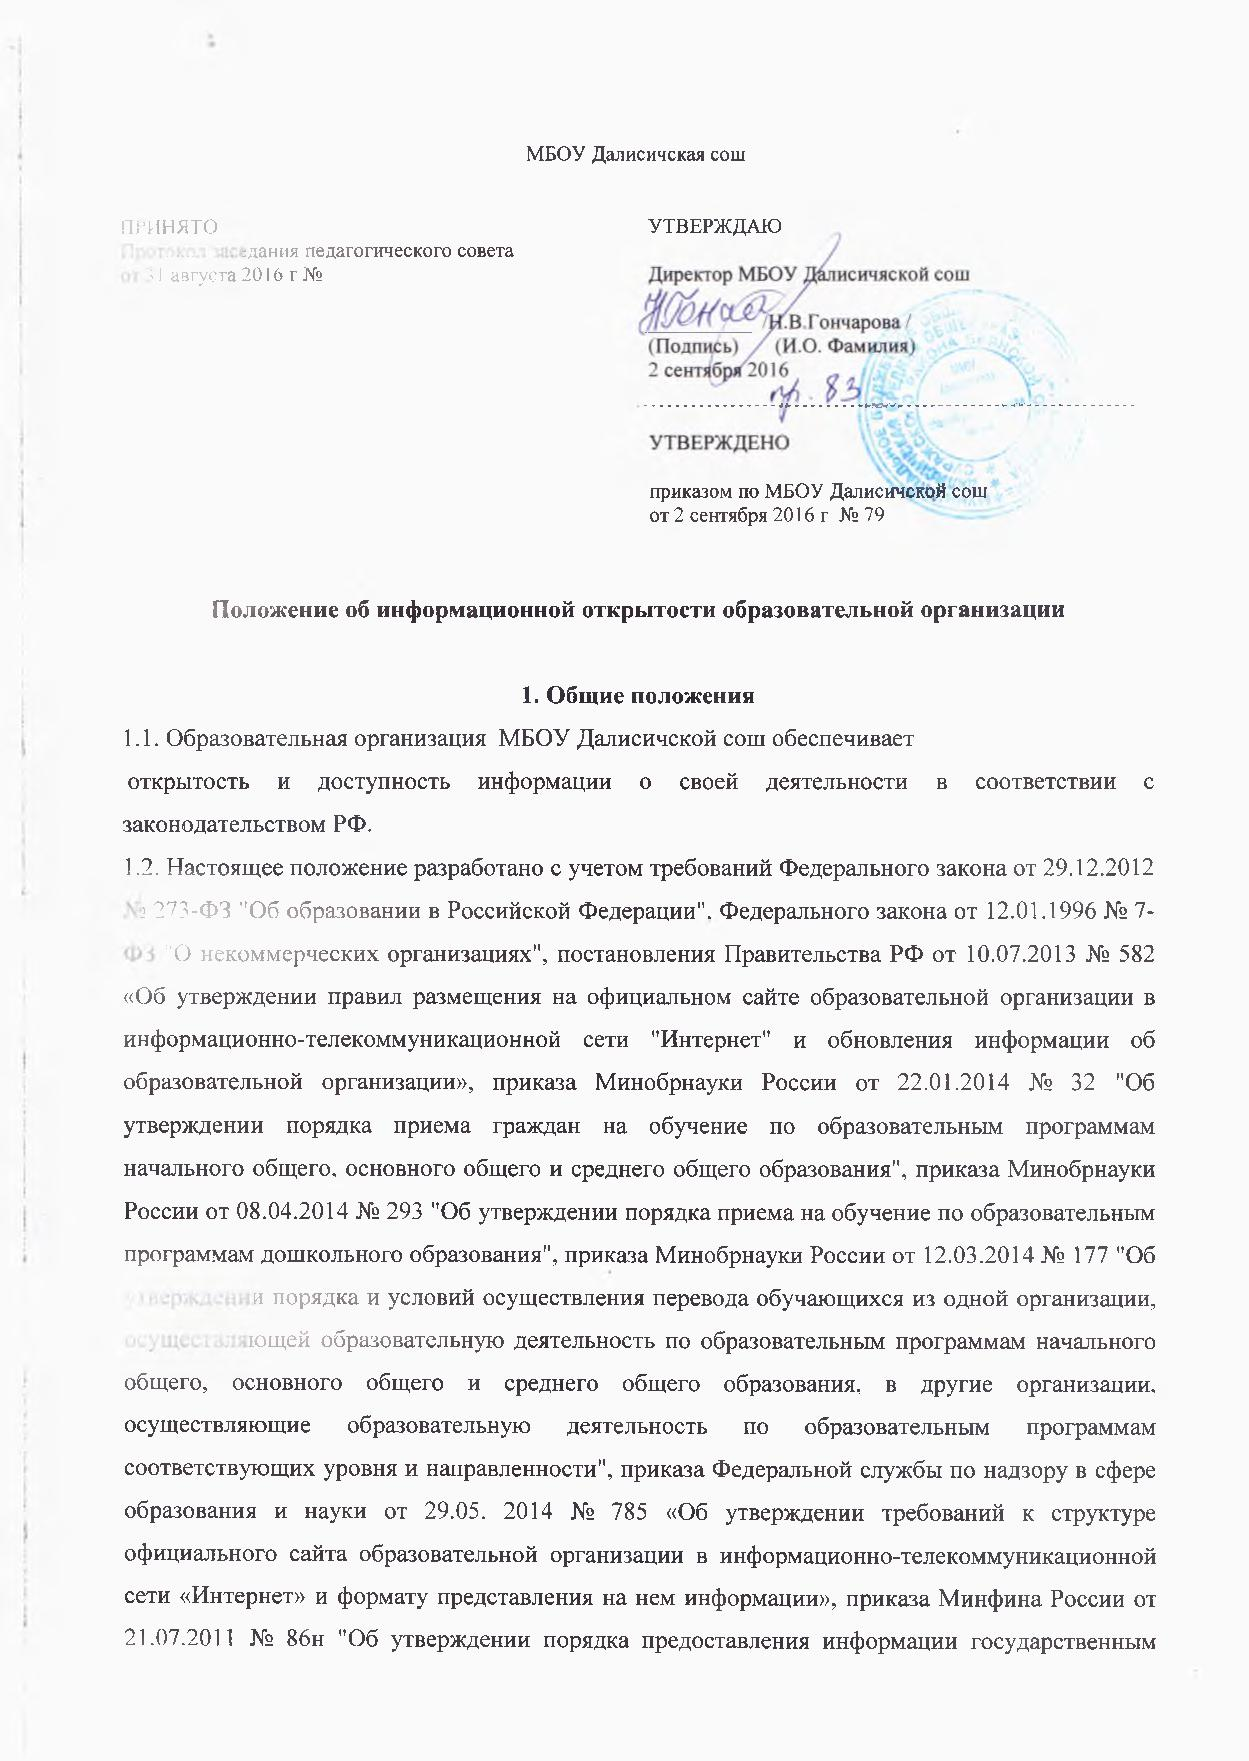 МБОУ Далисичская сош
ПРИНЯТО
Протокол заседания педагогического совета
от 31 августа 2016 г №
УТВЕРЖДАЮ
Директор МБОУ Далисичяской сош
/Н.В.Гончарова /
(Подпись) (И.О. Фамилия)
2 сентября 2016
пр. 83
УТВЕРЖДЕНО
приказом по МБОУ Далисичской сош
от 2 сентября 2016 г № 79
Положение об информационной открытости образовательной организации
1. Общие положения
1.1. Образовательная организация МБОУ Далисичской сош обеспечивает
открытость и доступность информации о своей деятельности в соответствии с
законодательством РФ.
1.2. Настоящее положение разработано с учетом требований Федерального закона от 29.12.2012
№ 273-ФЗ "Об образовании в Российской Федерации". Федерального закона от 12.01.1996 № 7-
ФЗ "О некоммерческих организациях", постановления Правительства РФ от 10.07.2013 № 582
«Об утверждении правил размещения на официальном сайте образовательной организации в
информационно-телекоммуникационной сети "Интернет" и обновления информации об
образовательной организации», приказа Минобрнауки России от 22.01.2014 № 32 "Об
утверждении порядка приема граждан на обучение по образовательным программам
начального общего, основного общего и среднего общего образования", приказа Минобрнауки
России от 08.04.2014 № 293 "Об утверждении порядка приема на обучение по образовательным
программам дошкольного образования", приказа Минобрнауки России от 12.03.2014 № 177 "Об
утверждении порядка и условий осуществления перевода обучающихся из одной организации,
осуществляющей образовательную деятельность по образовательным программам начального
общего, основного общего и среднего общего образования, в другие организации,
осуществляющие образовательную деятельность по образовательным программам
соответствующих уровня и направленности", приказа Федеральной службы по надзору в сфере
образования и науки от 29.05. 2014 № 785 «Об утверждении требований к структуре
официального сайта образовательной организации в информационно-телекоммуникационной
сети «Интернет» и формату представления на нем информации», приказа Минфина России от
21.07.2011 № 86н "Об утверждении порядка предоставления информации государственным